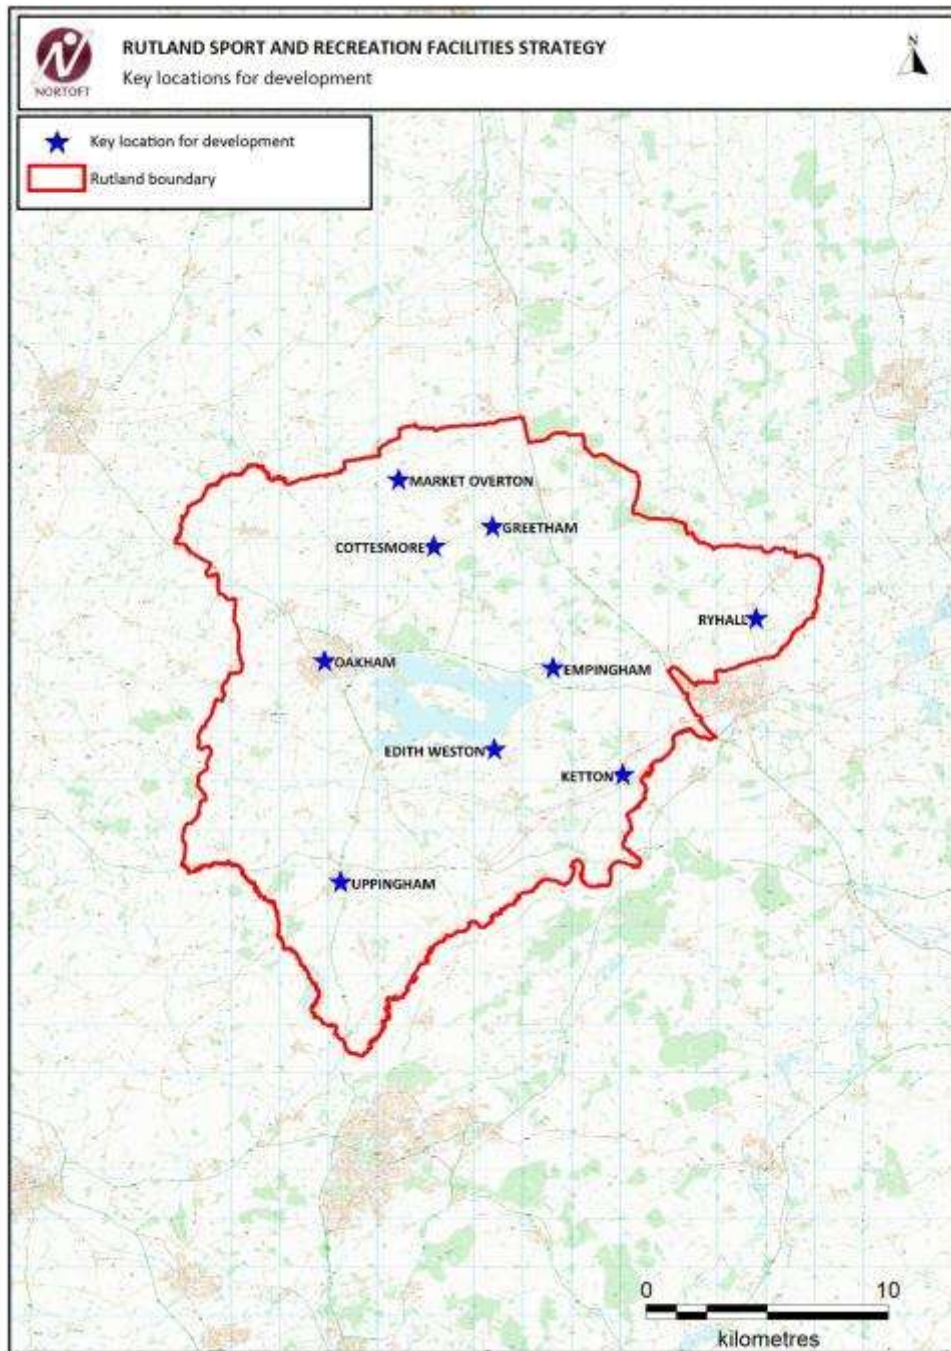 RUTLAND SPORT AND RECREATION FACILITIES STRATEGY
Key locations for development
NORTOFT
N
Key location for development
Rutland boundary
MARKET OVERTON
GREETHAM
COTTESMORE
RYHALL
OAKHAM
EMPINGHAM
EDITH WESTON
KETTON
UPPINGHAM
0 10
kilometres